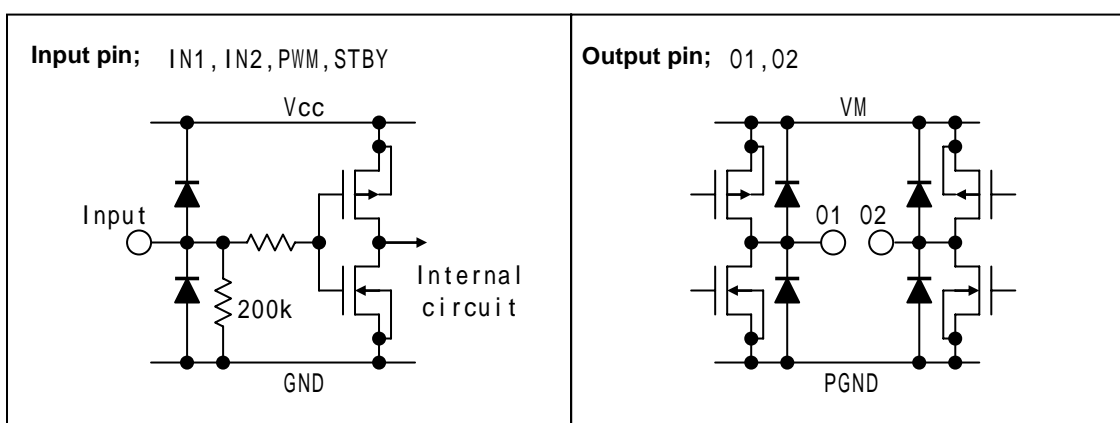 Input pin; IN1,IN2,PWM,STBY
Vcc
Input
Internal
circuit
200k
GND
Output pin; O1,O2
VM
O1 O2
PGND